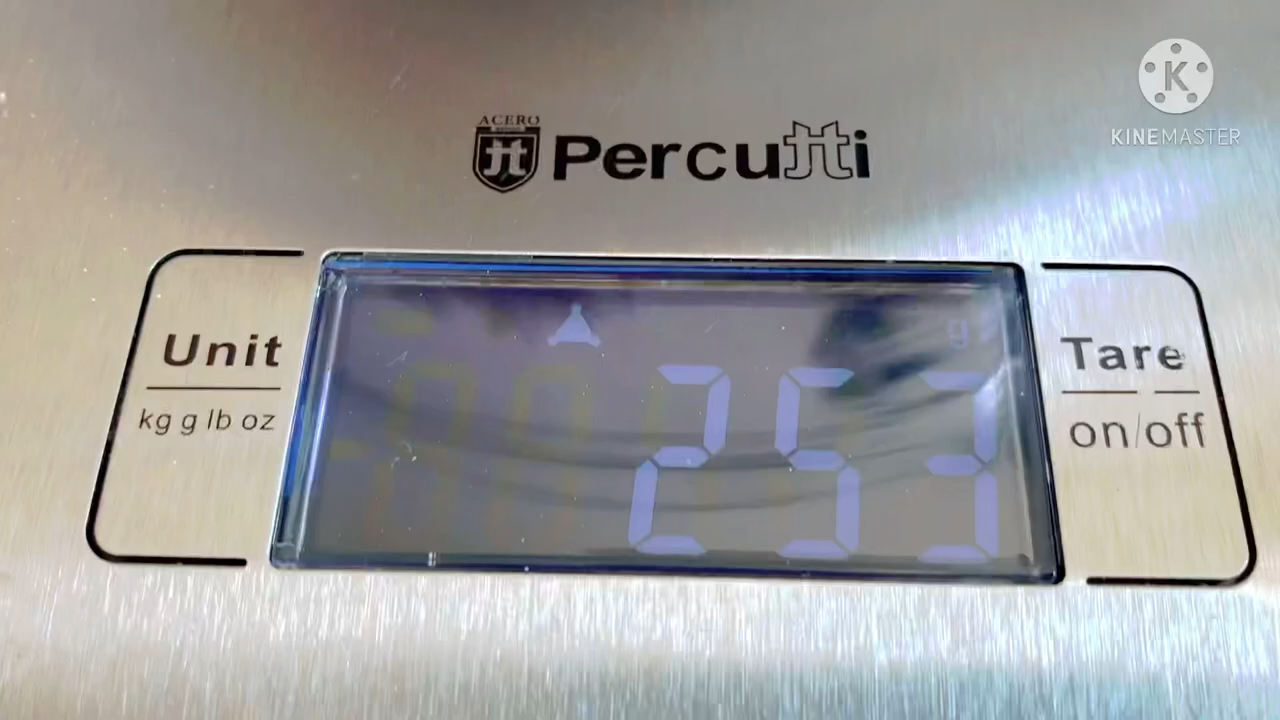 ACERO
Percutti
KINEMASTER
Unit
kg g lb oz
g
253
Tare
on/off